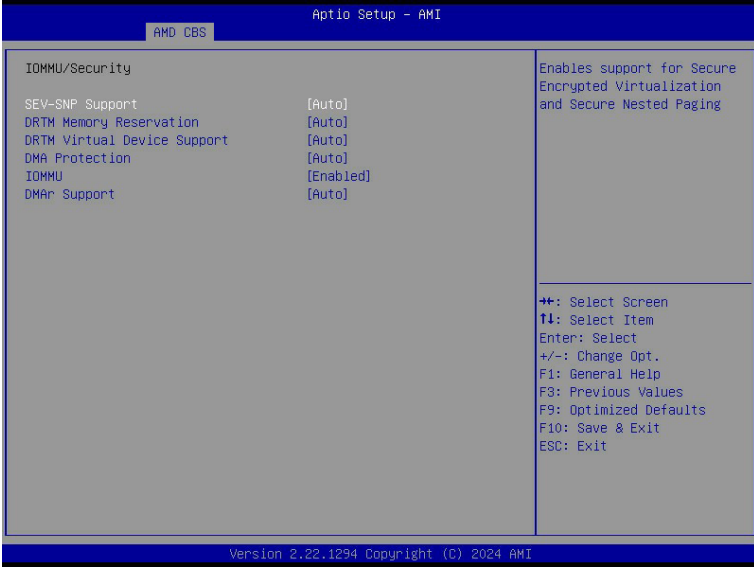 Aptio Setup – AMI
AMD CBS
IOMMU/Security
SEV-SNP Support [Auto]
DRTM Memory Reservation [Auto]
DRTM Virtual Device Support [Auto]
DMA Protection [Auto]
IOMMU [Enabled]
DMAr Support [Auto]
Enables support for Secure
Encrypted Virtualization
and Secure Nested Paging
→←: Select Screen
↑↓: Select Item
Enter: Select
+/-: Change Opt.
F1: General Help
F3: Previous Values
F9: Optimized Defaults
F10: Save & Exit
ESC: Exit
Version 2.22.1294 Copyright (C) 2024 AMI